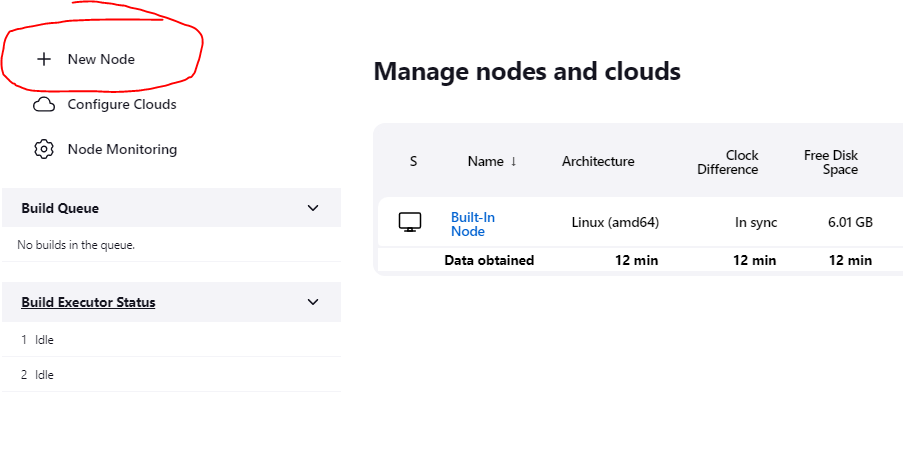 New Node
Configure Clouds
Node Monitoring
Build Queue
No builds in the queue.
Build Executor Status
1 Idle
2 Idle
Manage nodes and clouds
S Name ↓ Architecture Clock Difference Free Disk Space
Built-In Node Linux (amd64) In sync 6.01 GB
Data obtained 12 min 12 min 12 min